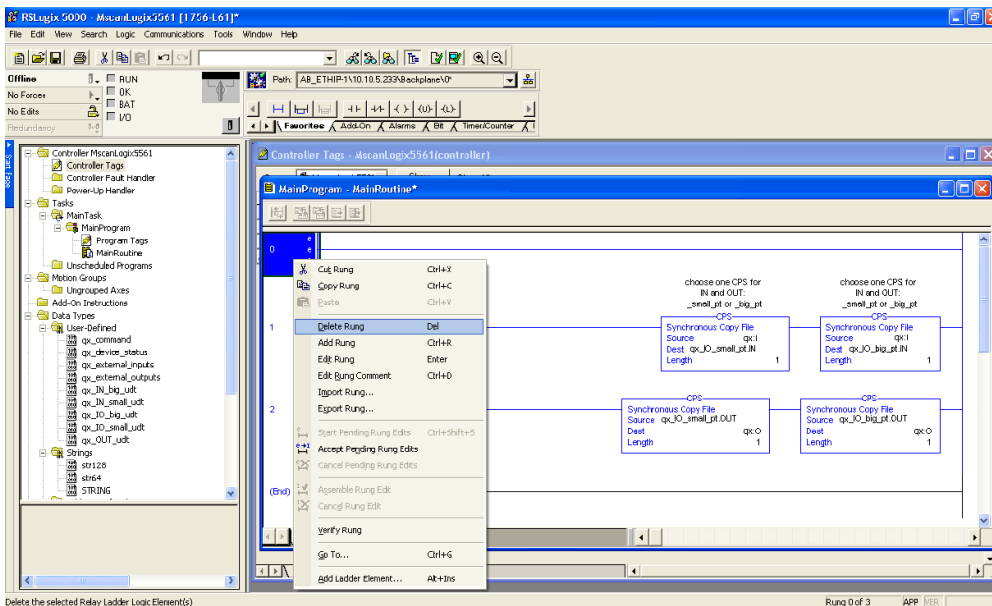 RSLogix 5000 - MscanLogix5561 [1756-L61]*
File Edit View Search Logic Communications Tools Window Help
Offline
RUN
No Forces
OK
No Edits
BAT
Redundancy
I/O
Path: AB_ETHIP-1\10.10.5.233\Backplane\0*
Favorites Add-On Alarms Bit Timer/Counter
Start Page
Controller MscanLogix5561
Controller Tags
Controller Fault Handler
Power-Up Handler
Tasks
MainTask
MainProgram
Program Tags
MainRoutine
Unscheduled Programs
Motion Groups
Ungrouped Axes
Add-On Instructions
Data Types
User-Defined
qx_command
qx_device_status
qx_external_inputs
qx_external_outputs
qx_IN_big_udt
qx_IN_small_udt
qx_IO_big_udt
qx_IO_small_udt
qx_OUT_udt
Strings
str128
str64
STRING
Controller Tags - MscanLogix5561(controller)
MainProgram - MainRoutine*
0
e
e
Cut Rung Ctrl+X
Copy Rung Ctrl+C
Paste Ctrl+V
Delete Rung Del
Add Rung Ctrl+R
Edit Rung Enter
Edit Rung Comment Ctrl+D
Import Rung...
Export Rung...
Start Pending Rung Edits Ctrl+Shift+S
Accept Pending Rung Edits
Cancel Pending Rung Edits
Assemble Rung Edit
Cancel Rung Edit
Verify Rung
Go To... Ctrl+G
Add Ladder Element... Alt+Ins
1
choose one CPS for
IN and OUT:
_small_pt or _big_pt
CPS
Synchronous Copy File
Source qx:I
Dest qx_IO_small_pt.IN
Length 1
choose one CPS for
IN and OUT:
_small_pt or _big_pt
CPS
Synchronous Copy File
Source qx:I
Dest qx_IO_big_pt.IN
Length 1
2
CPS
Synchronous Copy File
Source qx_IO_small_pt.OUT
Dest qx:O
Length 1
CPS
Synchronous Copy File
Source qx_IO_big_pt.OUT
Dest qx:O
Length 1
(End)
Delete the selected Relay Ladder Logic Element(s)
Rung 0 of 3
APP VER